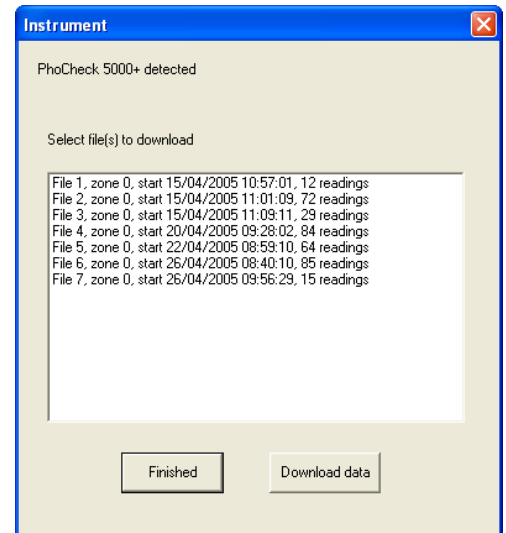 Instrument
PhoCheck 5000+ detected
Select file(s) to download
File 1, zone 0, start 15/04/2005 10:57:01, 12 readings
File 2, zone 0, start 15/04/2005 11:01:09, 72 readings
File 3, zone 0, start 15/04/2005 11:09:11, 29 readings
File 4, zone 0, start 20/04/2005 09:28:02, 84 readings
File 5, zone 0, start 22/04/2005 08:59:10, 64 readings
File 6, zone 0, start 26/04/2005 08:40:10, 85 readings
File 7, zone 0, start 26/04/2005 09:56:29, 15 readings
Finished Download data